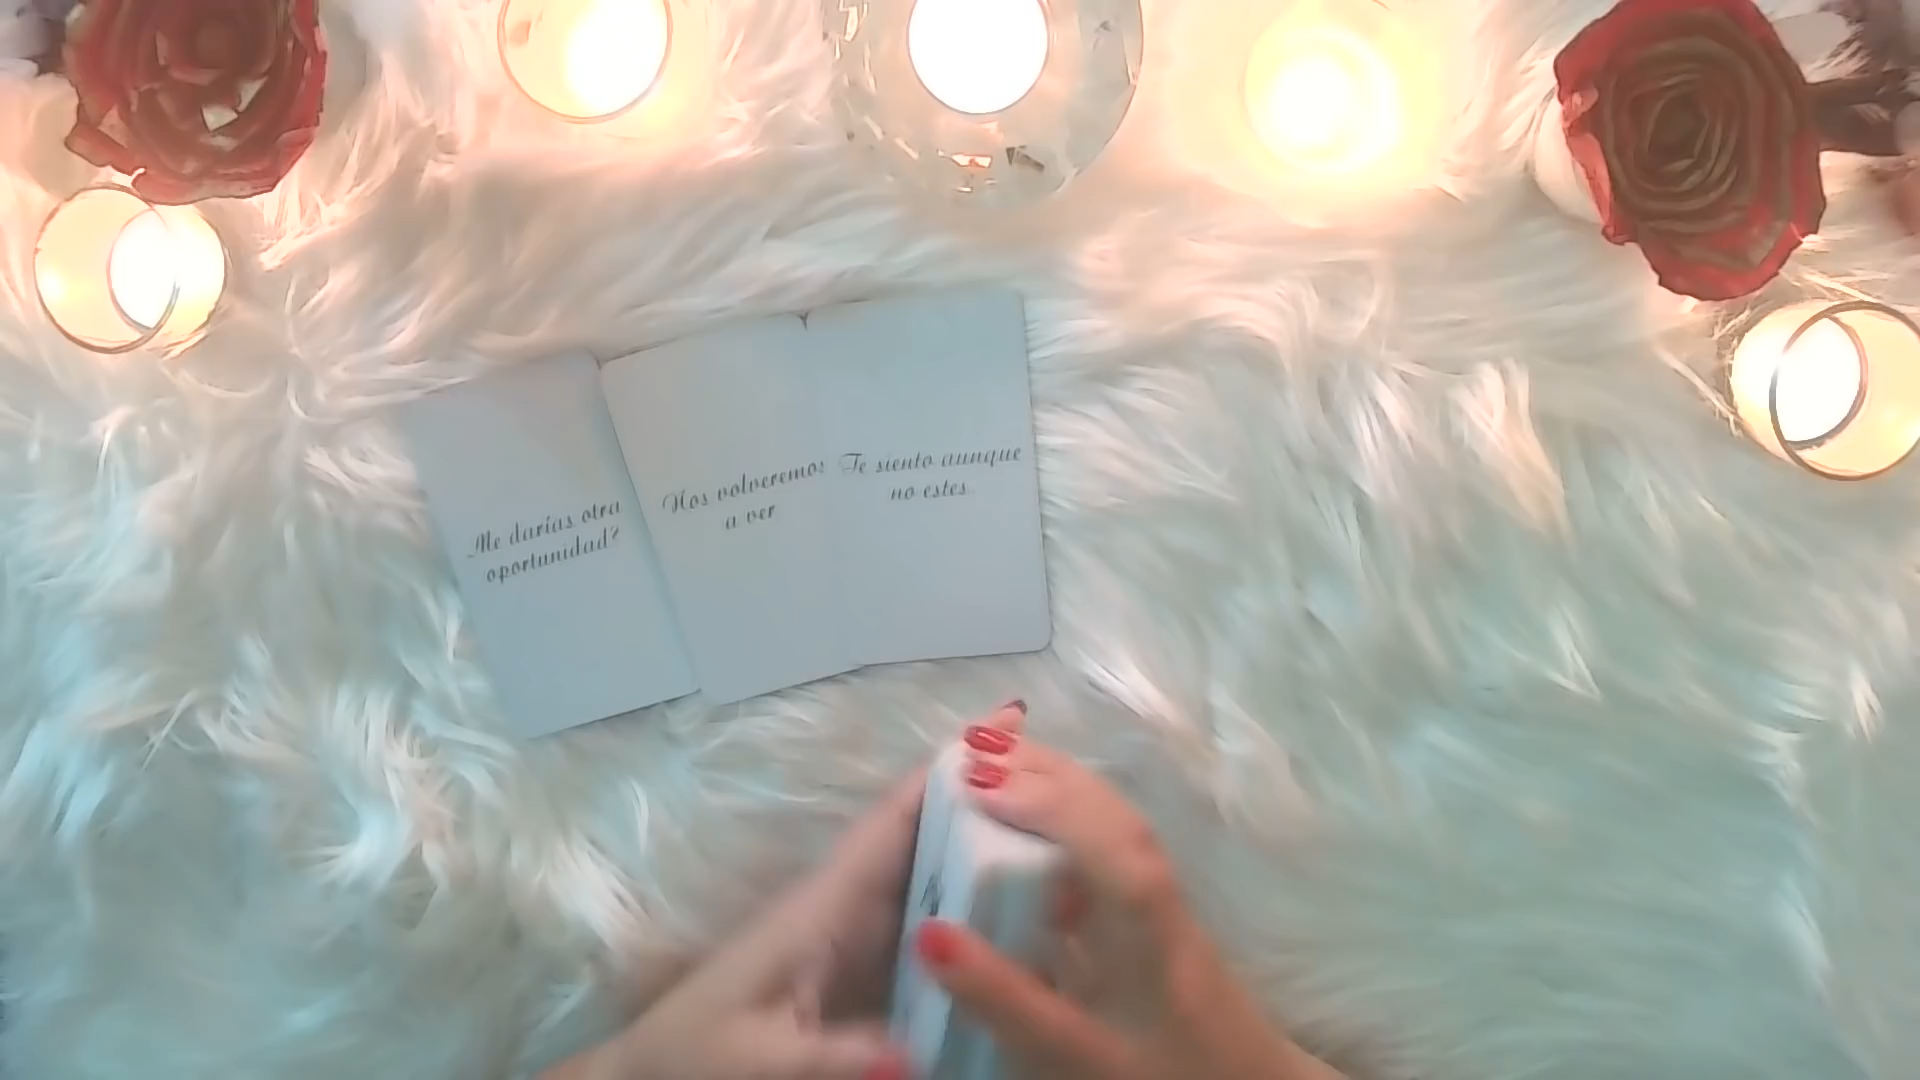 Me darías otra
oportunidad?
Nos volveremos
a ver
Te siento aunque
no estes.